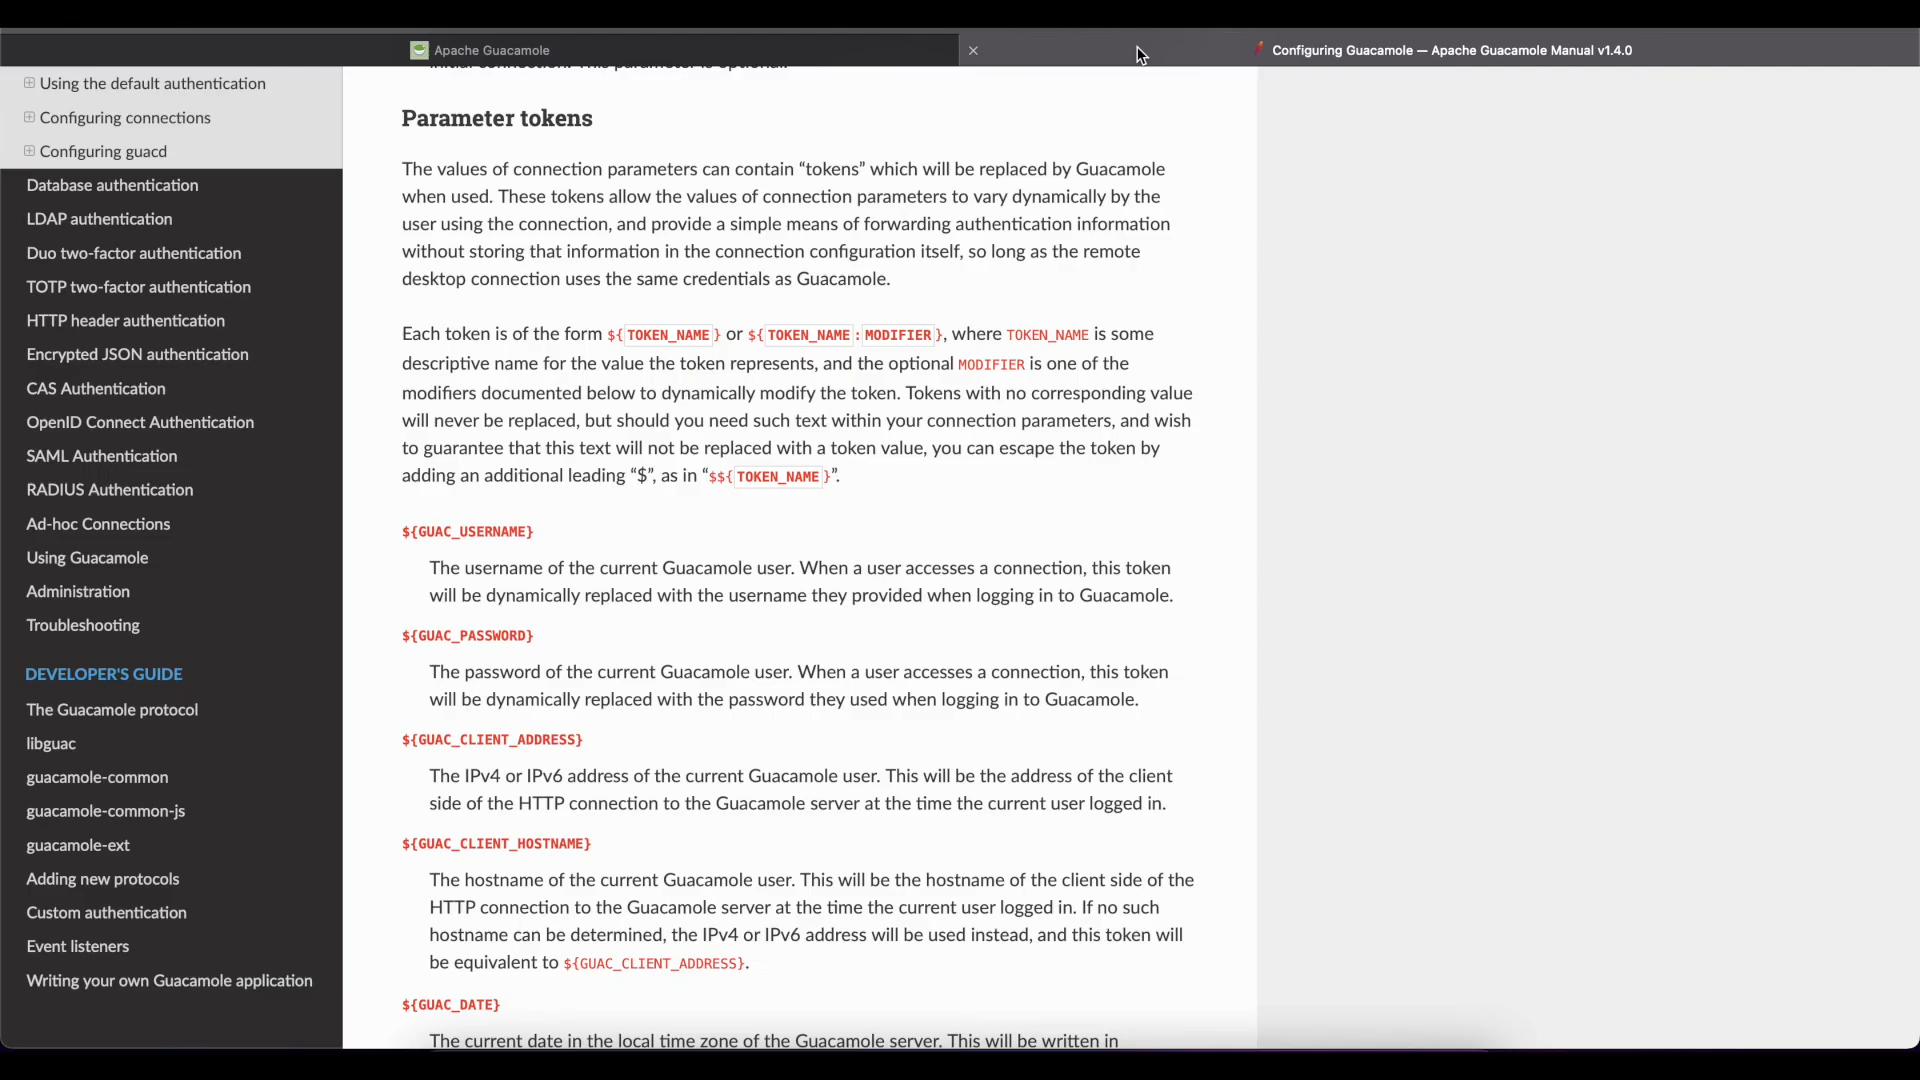 Apache Guacamole
Configuring Guacamole — Apache Guacamole Manual v1.4.0
Using the default authentication
Configuring connections
Configuring guacd
Database authentication
LDAP authentication
Duo two-factor authentication
TOTP two-factor authentication
HTTP header authentication
Encrypted JSON authentication
CAS Authentication
OpenID Connect Authentication
SAML Authentication
RADIUS Authentication
Ad-hoc Connections
Using Guacamole
Administration
Troubleshooting
DEVELOPER'S GUIDE
The Guacamole protocol
libguac
guacamole-common
guacamole-common-js
guacamole-ext
Adding new protocols
Custom authentication
Event listeners
Writing your own Guacamole application
initial connection. This parameter is optional.
Parameter tokens
The values of connection parameters can contain “tokens” which will be replaced by Guacamole
when used. These tokens allow the values of connection parameters to vary dynamically by the
user using the connection, and provide a simple means of forwarding authentication information
without storing that information in the connection configuration itself, so long as the remote
desktop connection uses the same credentials as Guacamole.
Each token is of the form ${TOKEN_NAME} or ${TOKEN_NAME:MODIFIER}, where TOKEN_NAME is some
descriptive name for the value the token represents, and the optional MODIFIER is one of the
modifiers documented below to dynamically modify the token. Tokens with no corresponding value
will never be replaced, but should you need such text within your connection parameters, and wish
to guarantee that this text will not be replaced with a token value, you can escape the token by
adding an additional leading “$”, as in “$${TOKEN_NAME}”.
${GUAC_USERNAME}
The username of the current Guacamole user. When a user accesses a connection, this token
will be dynamically replaced with the username they provided when logging in to Guacamole.
${GUAC_PASSWORD}
The password of the current Guacamole user. When a user accesses a connection, this token
will be dynamically replaced with the password they used when logging in to Guacamole.
${GUAC_CLIENT_ADDRESS}
The IPv4 or IPv6 address of the current Guacamole user. This will be the address of the client
side of the HTTP connection to the Guacamole server at the time the current user logged in.
${GUAC_CLIENT_HOSTNAME}
The hostname of the current Guacamole user. This will be the hostname of the client side of the
HTTP connection to the Guacamole server at the time the current user logged in. If no such
hostname can be determined, the IPv4 or IPv6 address will be used instead, and this token will
be equivalent to ${GUAC_CLIENT_ADDRESS}.
${GUAC_DATE}
The current date in the local time zone of the Guacamole server. This will be written in